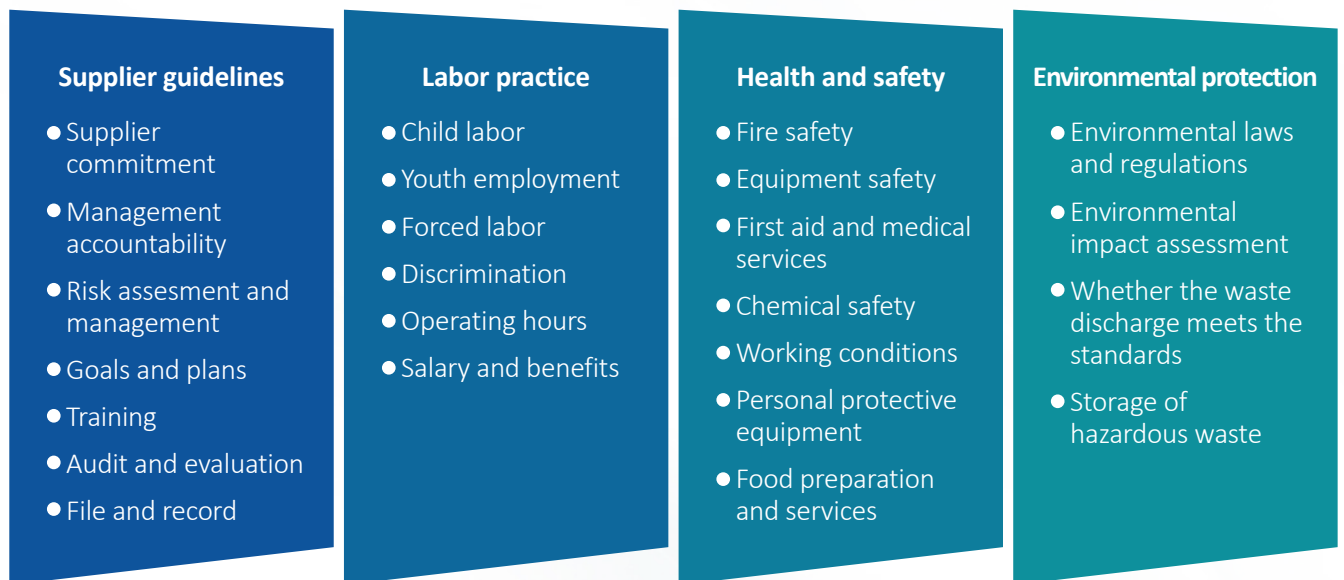 Supplier guidelines
Supplier
commitment
Management
accountability
Risk assesment and
management
Goals and plans
Training
Audit and evaluation
File and record
Labor practice
Child labor
Youth employment
Forced labor
Discrimination
Operating hours
Salary and benefits
Health and safety
Fire safety
Equipment safety
First aid and medical
services
Chemical safety
Working conditions
Personal protective
equipment
Food preparation
and services
Environmental protection
Environmental laws
and regulations
Environmental
impact assessment
Whether the waste
discharge meets the
standards
Storage of
hazardous waste